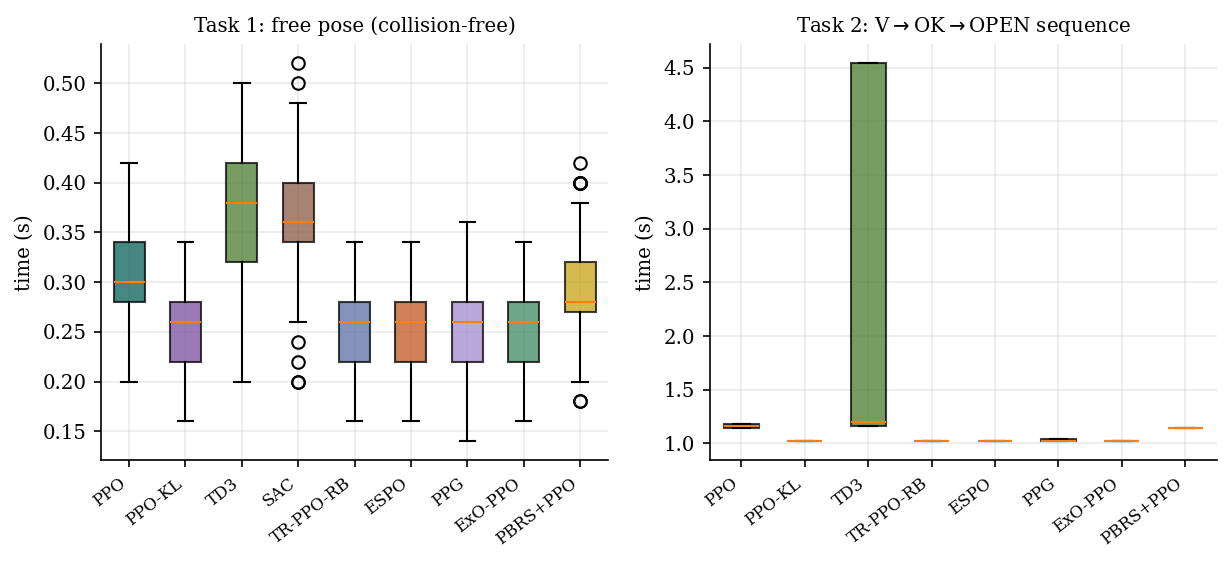 Task 1: free pose (collision-free)
time (s)
0.50
0.45
0.40
0.35
0.30
0.25
0.20
0.15
PPO
PPO-KL
TD3
SAC
TR-PPO-RB
ESPO
PPG
ExO-PPO
PBRS+PPO
Task 2: V→OK→OPEN sequence
time (s)
4.5
4.0
3.5
3.0
2.5
2.0
1.5
1.0
PPO
PPO-KL
TD3
TR-PPO-RB
ESPO
PPG
ExO-PPO
PBRS+PPO